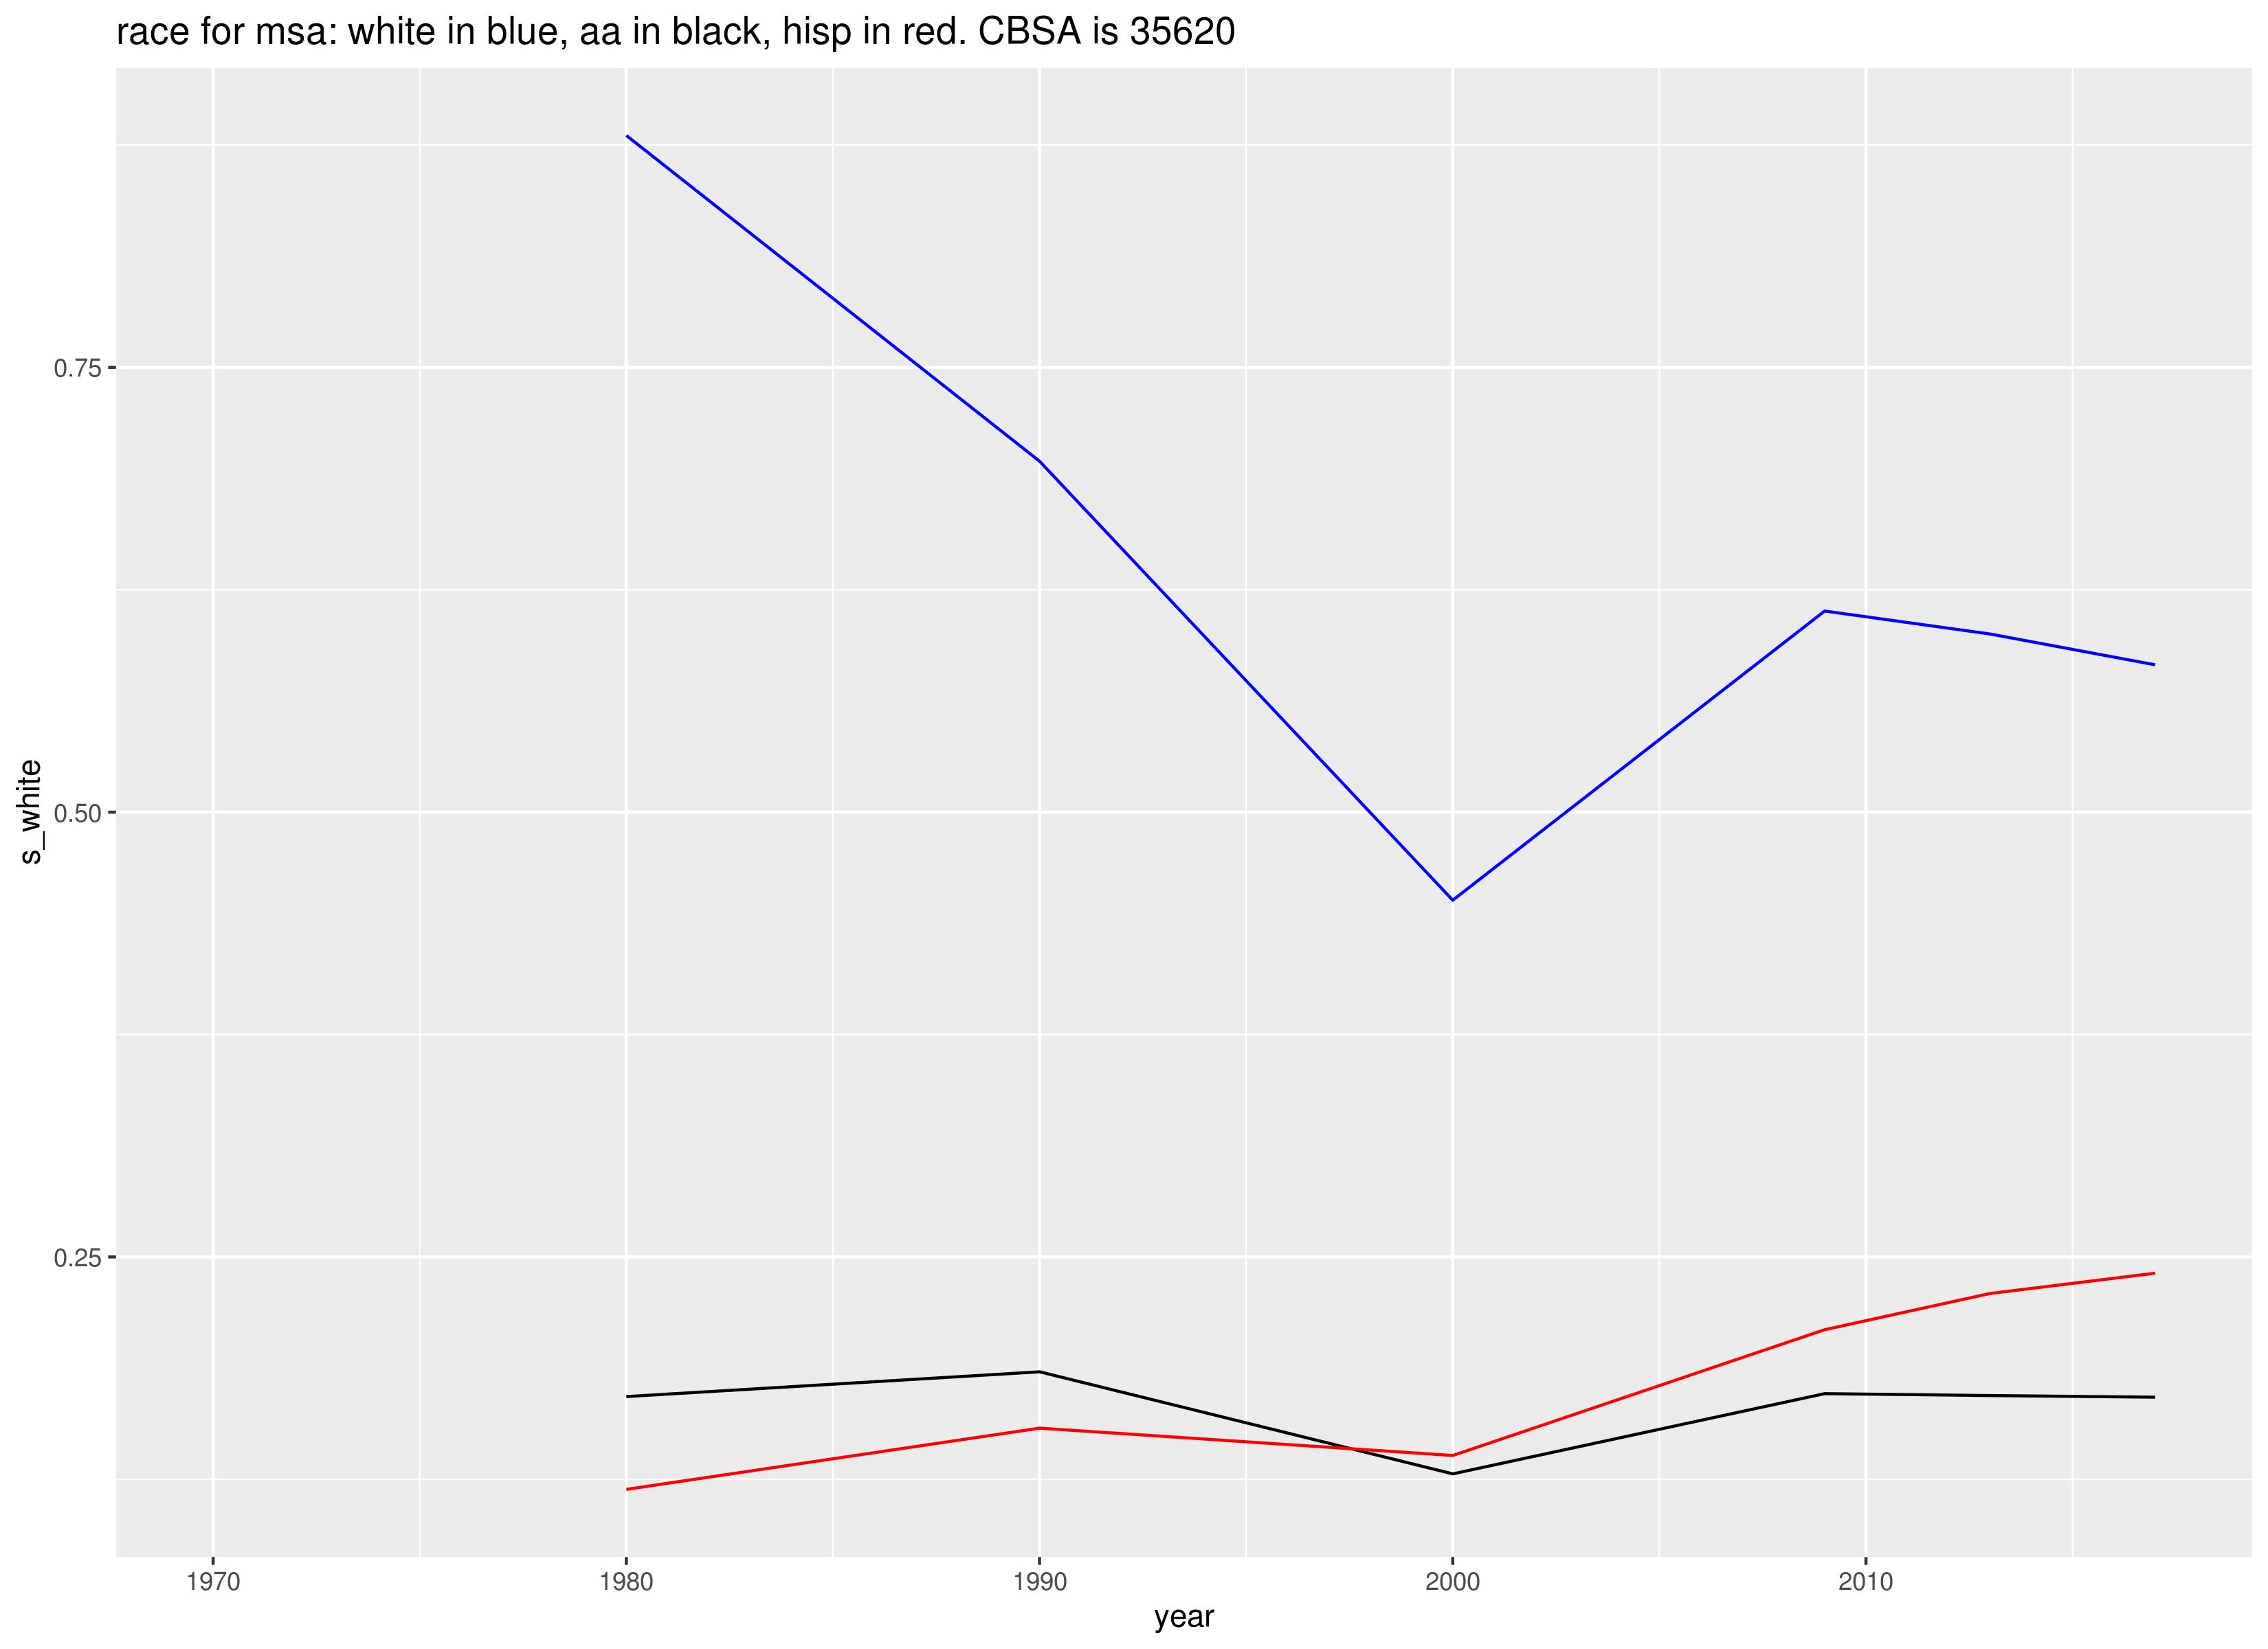 race for msa: white in blue, aa in black, hisp in red. CBSA is 35620
s_white
0.75
0.50
0.25
1970 1980 1990 2000 2010
year